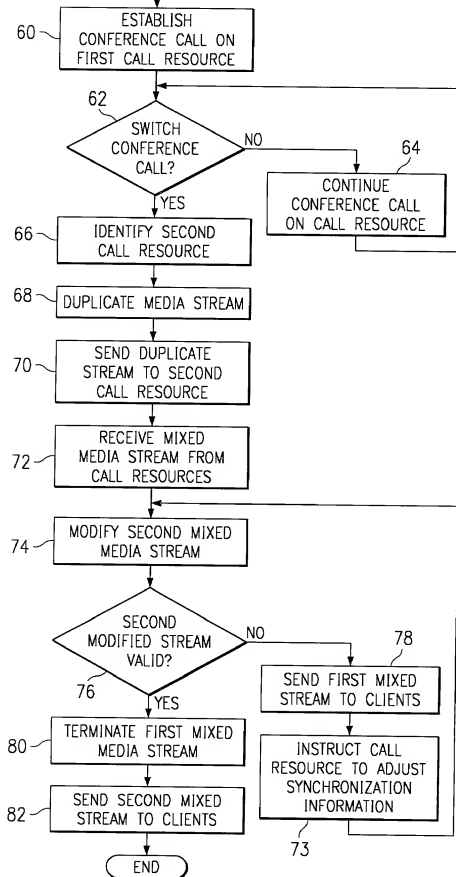 60
ESTABLISH
CONFERENCE CALL ON
FIRST CALL RESOURCE
62
SWITCH
CONFERENCE
CALL?
NO
YES
64
CONTINUE
CONFERENCE CALL
ON CALL RESOURCE
66
IDENTIFY SECOND
CALL RESOURCE
68
DUPLICATE MEDIA STREAM
70
SEND DUPLICATE
STREAM TO SECOND
CALL RESOURCE
72
RECEIVE MIXED
MEDIA STREAM FROM
CALL RESOURCES
74
MODIFY SECOND MIXED
MEDIA STREAM
SECOND
MODIFIED STREAM
VALID?
76
NO
YES
78
SEND FIRST MIXED
STREAM TO CLIENTS
80
TERMINATE FIRST MIXED
MEDIA STREAM
INSTRUCT CALL
RESOURCE TO ADJUST
SYNCHRONIZATION
INFORMATION
73
82
SEND SECOND MIXED
STREAM TO CLIENTS
END